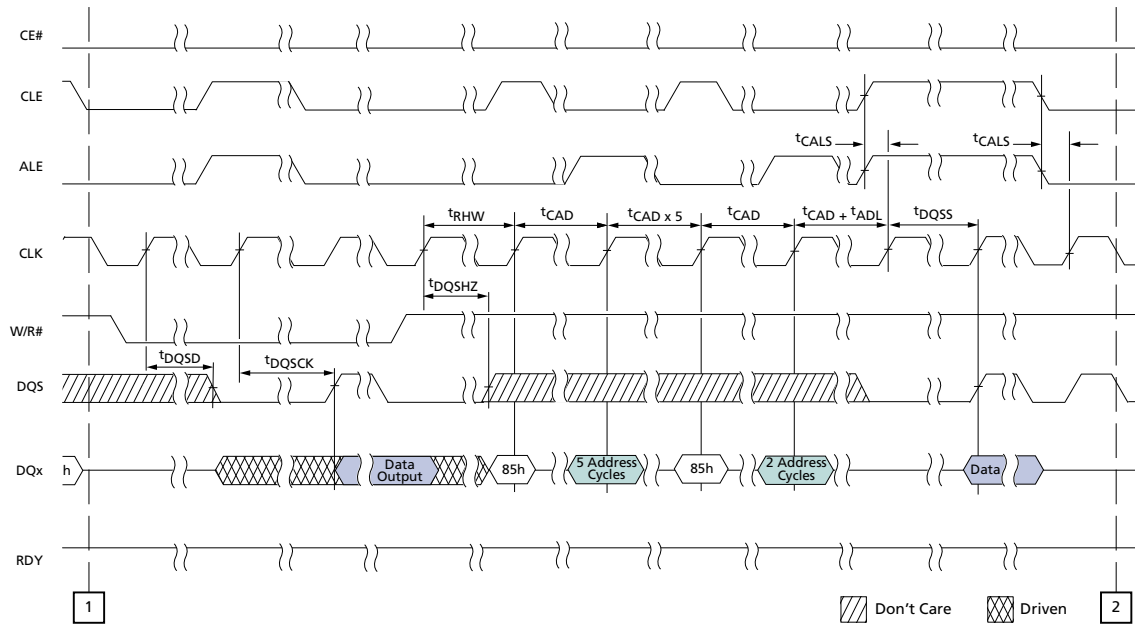 CE#
CLE
tCALS
tCALS
ALE
tRHW
tCAD
tCAD x 5
tCAD
tCAD + tADL
tDQSS
CLK
tDQSHZ
W/R#
tDQSD
tDQSCK
DQS
DQx
h
Data Output
85h
5 Address Cycles
85h
2 Address Cycles
Data
RDY
1
Don't Care
Driven
2